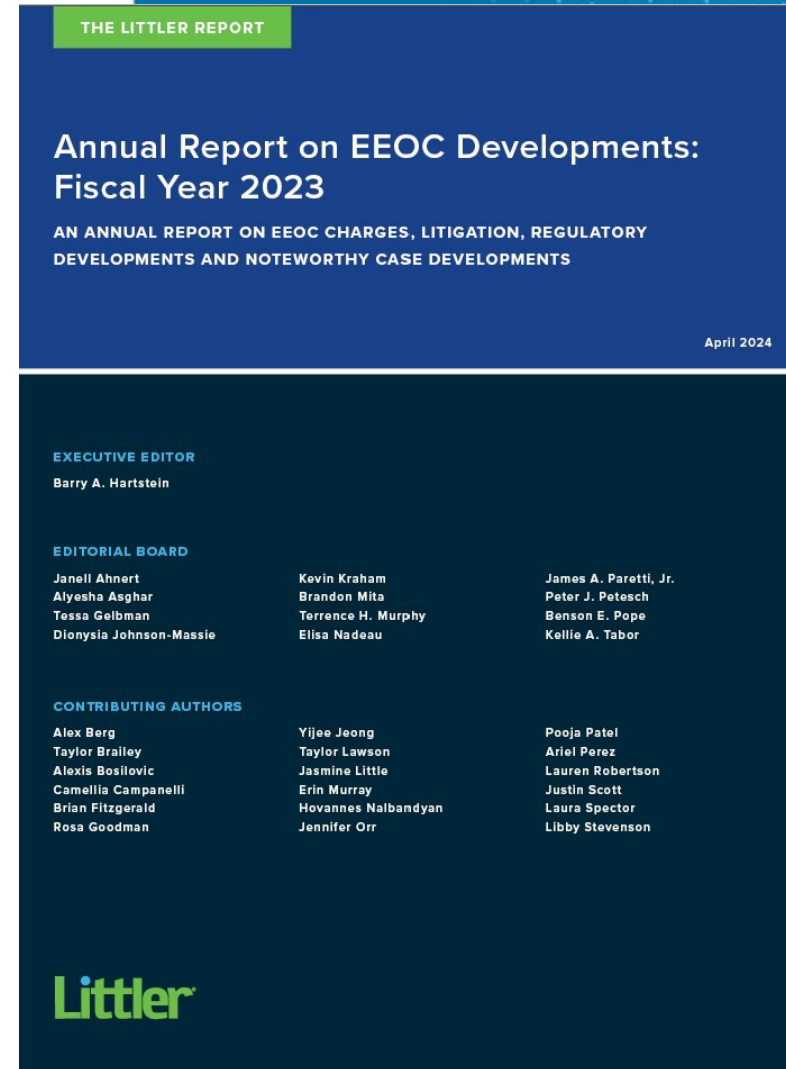 THE LITTLER REPORT
Annual Report on EEOC Developments:
Fiscal Year 2023
AN ANNUAL REPORT ON EEOC CHARGES, LITIGATION, REGULATORY
DEVELOPMENTS AND NOTEWORTHY CASE DEVELOPMENTS
April 2024
EXECUTIVE EDITOR
Barry A. Hartstein
EDITORIAL BOARD
Janell Ahnert
Alyesha Asghar
Tessa Gelbman
Dionysia Johnson-Massie
Kevin Kraham
Brandon Mita
Terrence H. Murphy
Elisa Nadeau
James A. Paretti, Jr.
Peter J. Petesch
Benson E. Pope
Kellie A. Tabor
CONTRIBUTING AUTHORS
Alex Berg
Taylor Brailey
Alexis Bosilovic
Camellia Campanelli
Brian Fitzgerald
Rosa Goodman
Yijee Jeong
Taylor Lawson
Jasmine Little
Erin Murray
Hovannes Nalbandyan
Jennifer Orr
Pooja Patel
Ariel Perez
Lauren Robertson
Justin Scott
Laura Spector
Libby Stevenson
Littler